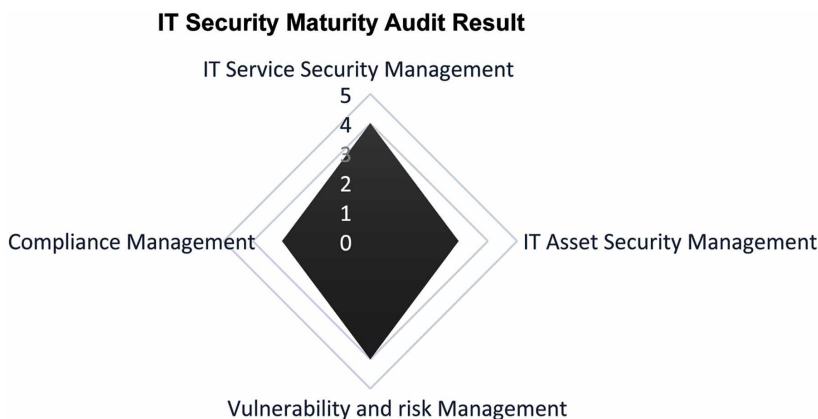 IT Security Maturity Audit Result
IT Service Security Management
5
4
3
2
1
0
Compliance Management
IT Asset Security Management
Vulnerability and risk Management